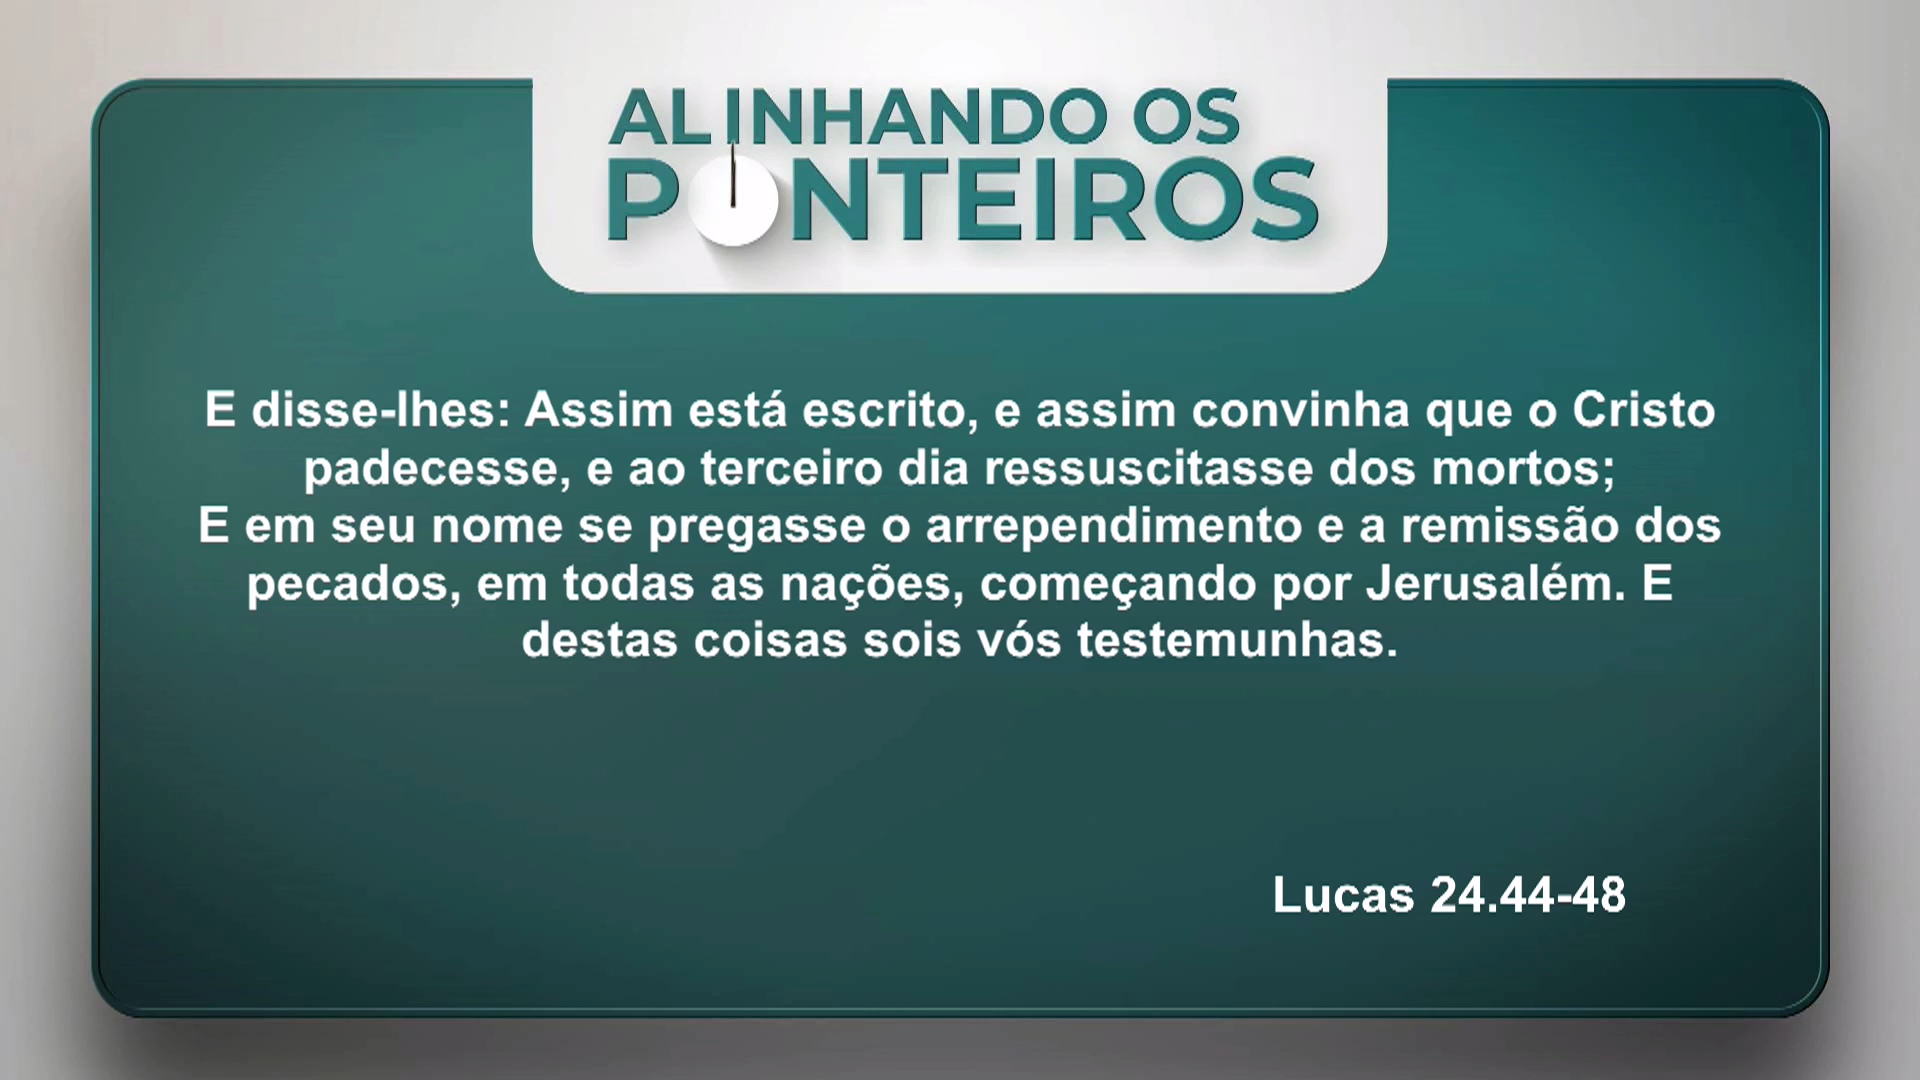 ALINHANDO OS
PONTEIROS
E disse-lhes: Assim está escrito, e assim convinha que o Cristo
padecesse, e ao terceiro dia ressuscitasse dos mortos;
E em seu nome se pregasse o arrependimento e a remissão dos
pecados, em todas as nações, começando por Jerusalém. E
destas coisas sois vós testemunhas.
Lucas 24.44-48